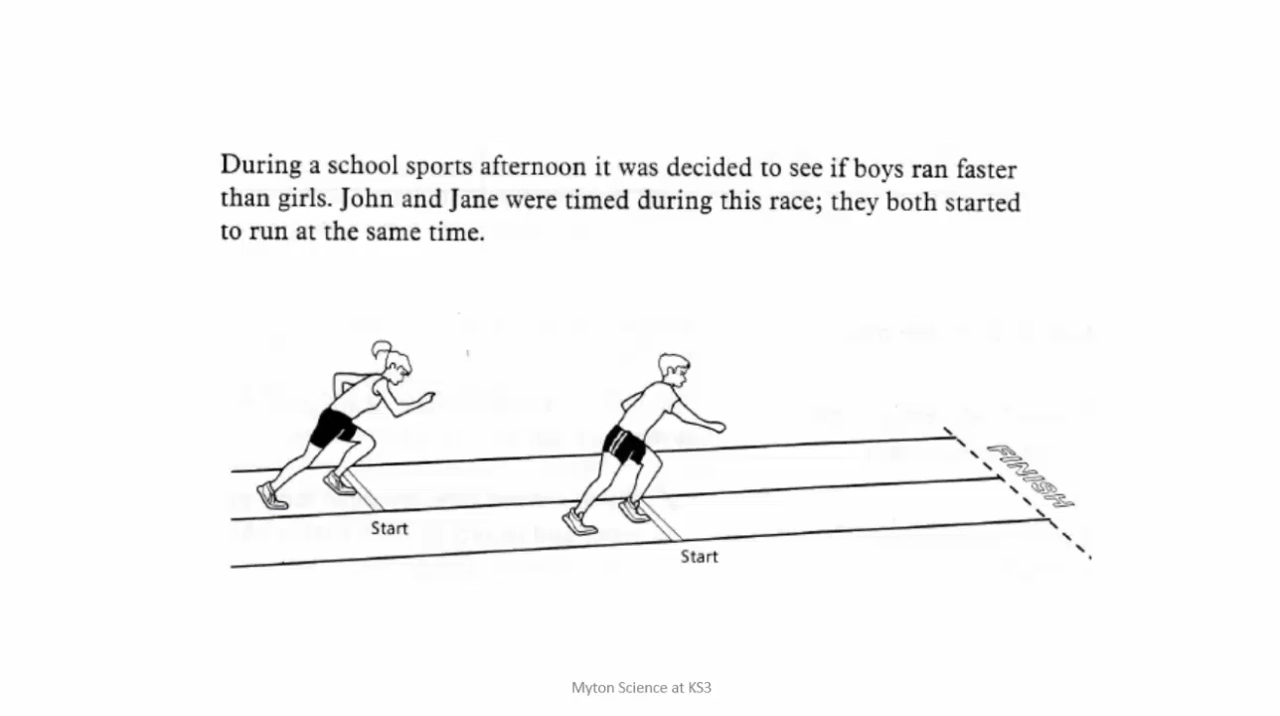 During a school sports afternoon it was decided to see if boys ran faster
than girls. John and Jane were timed during this race; they both started
to run at the same time.
FINISH
Start
Start
Myton Science at KS3